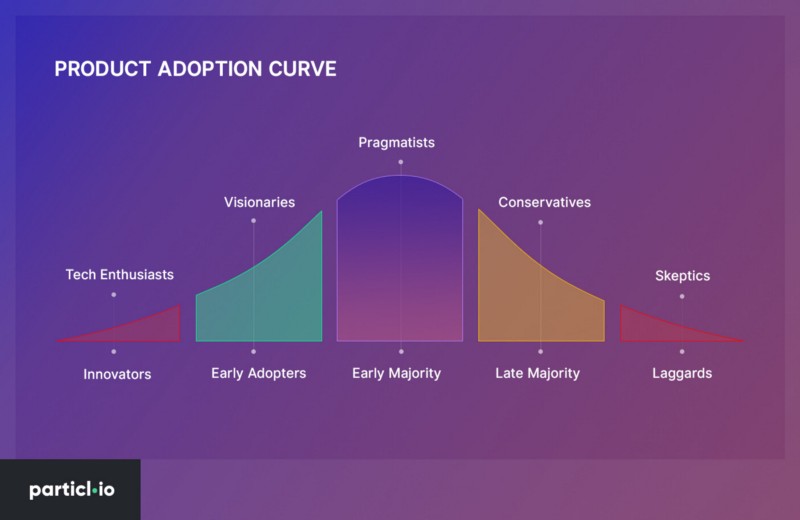 PRODUCT ADOPTION CURVE
Pragmatists
Visionaries
Conservatives
Tech Enthusiasts
Skeptics
Innovators
Early Adopters
Early Majority
Late Majority
Laggards
particl.io